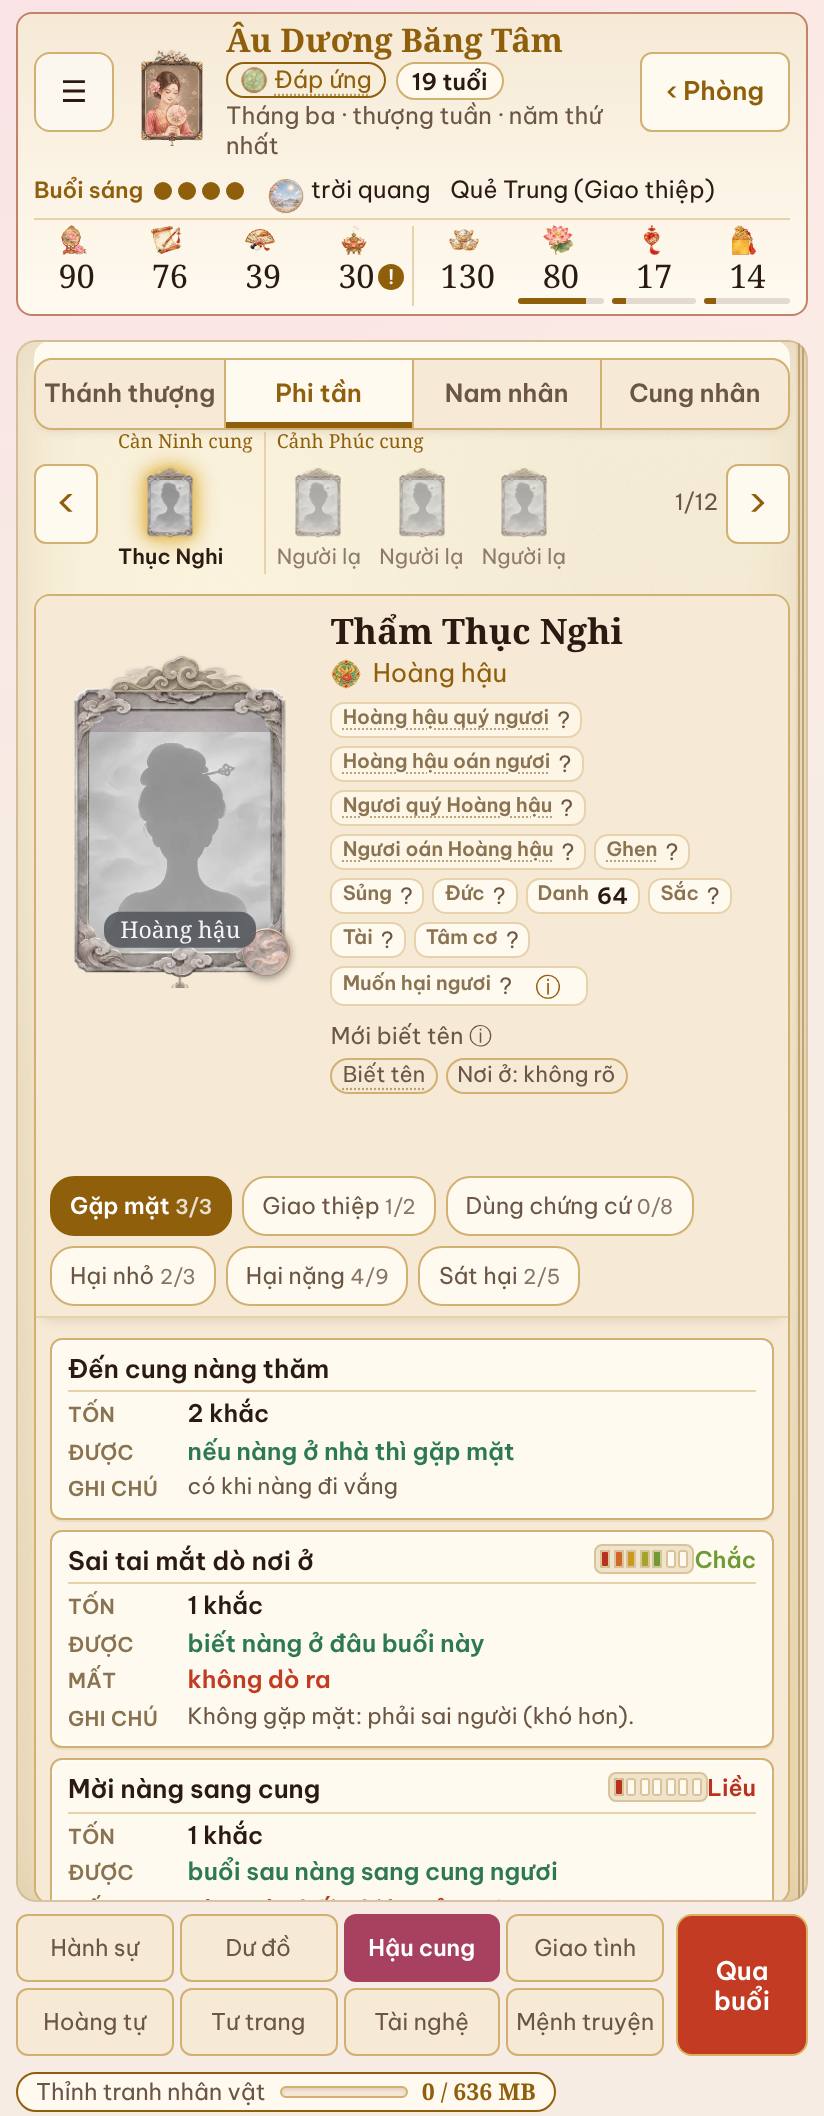 Âu Dương Băng Tâm
☰
Đáp ứng 19 tuổi
‹ Phòng
Tháng ba · thượng tuần · năm thứ
nhất
Buổi sáng trời quang Quẻ Trung (Giao thiệp)
90 76 39 30 ! 130 80 17 14
Thánh thượng Phi tần Nam nhân Cung nhân
Càn Ninh cung Cảnh Phúc cung
‹ 1/12 ›
Thục Nghi Người lạ Người lạ Người lạ
Thẩm Thục Nghi
Hoàng hậu
Hoàng hậu quý ngươi ?
Hoàng hậu oán ngươi ?
Ngươi quý Hoàng hậu ?
Ngươi oán Hoàng hậu ? Ghen ?
Sủng ? Đức ? Danh 64 Sắc ?
Hoàng hậu
Tài ? Tâm cơ ?
Muốn hại ngươi ? ⓘ
Mới biết tên ⓘ
Biết tên Nơi ở: không rõ
Gặp mặt 3/3 Giao thiệp 1/2 Dùng chứng cứ 0/8
Hại nhỏ 2/3 Hại nặng 4/9 Sát hại 2/5
Đến cung nàng thăm
TỐN 2 khắc
ĐƯỢC nếu nàng ở nhà thì gặp mặt
GHI CHÚ có khi nàng đi vắng
Sai tai mắt dò nơi ở Chắc
TỐN 1 khắc
ĐƯỢC biết nàng ở đâu buổi này
MẤT không dò ra
GHI CHÚ Không gặp mặt: phải sai người (khó hơn).
Mời nàng sang cung Liều
TỐN 1 khắc
ĐƯỢC buổi sau nàng sang cung ngươi
Hành sự Dư đồ Hậu cung Giao tình
Qua
buổi
Hoàng tự Tư trang Tài nghệ Mệnh truyện
Thỉnh tranh nhân vật 0 / 636 MB